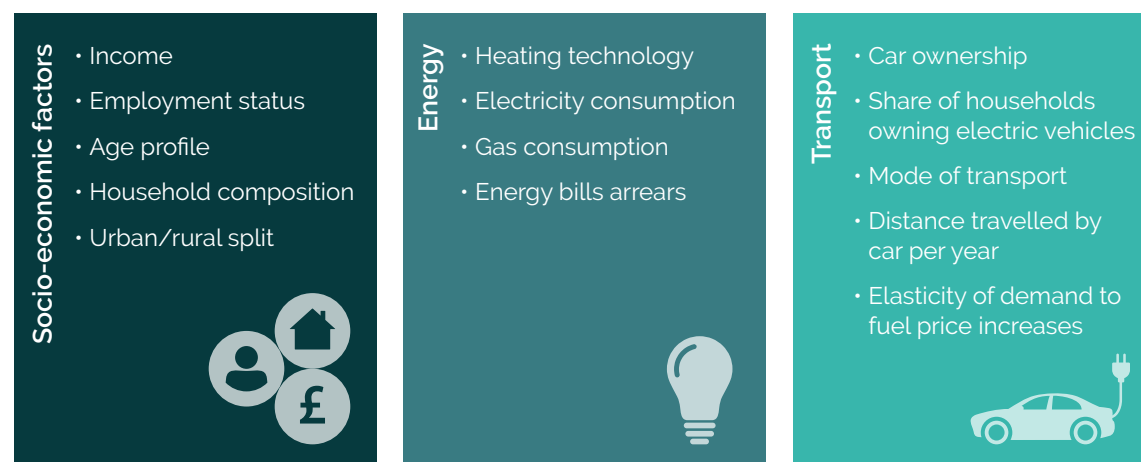 Socio-economic factors
• Income
• Employment status
• Age profile
• Household composition
• Urban/rural split
£
Energy
• Heating technology
• Electricity consumption
• Gas consumption
• Energy bills arrears
Transport
• Car ownership
• Share of households
owning electric vehicles
• Mode of transport
• Distance travelled by
car per year
• Elasticity of demand to
fuel price increases